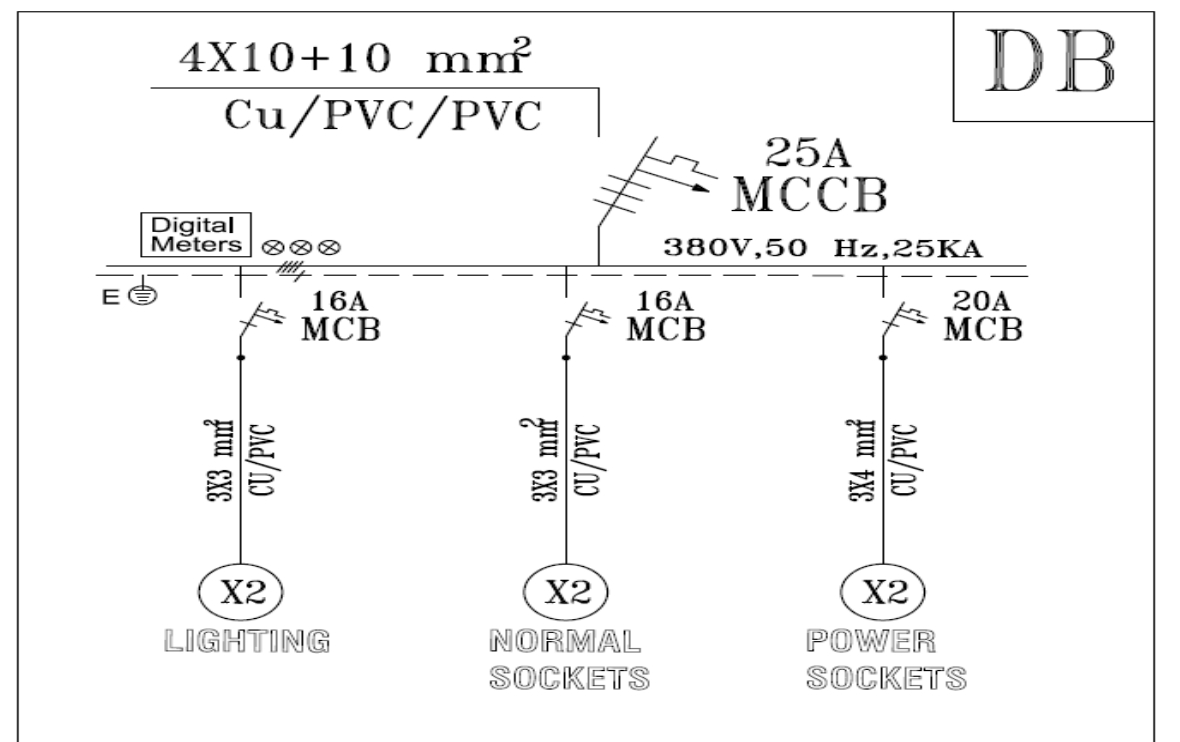 4X10+10 mm²
Cu/PVC/PVC
DB
25A
MCCB
Digital
Meters
380V,50 Hz,25KA
E
16A
MCB
16A
MCB
20A
MCB
3X3 mm²
CU/PVC
3X3 mm²
CU/PVC
3X4 mm²
CU/PVC
X2
X2
X2
LIGHTING
NORMAL
SOCKETS
POWER
SOCKETS